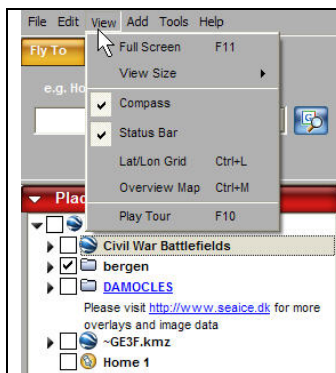 File Edit View Add Tools Help
Fly To
Full Screen F11
View Size
e.g. Ho
Compass
Status Bar
Lat/Lon Grid Ctrl+L
Overview Map Ctrl+M
Plac
Play Tour F10
Civil War Battlefields
bergen
DAMOCLES
Please visit http://www.seaice.dk for more
overlays and image data
~GE3F.kmz
Home 1